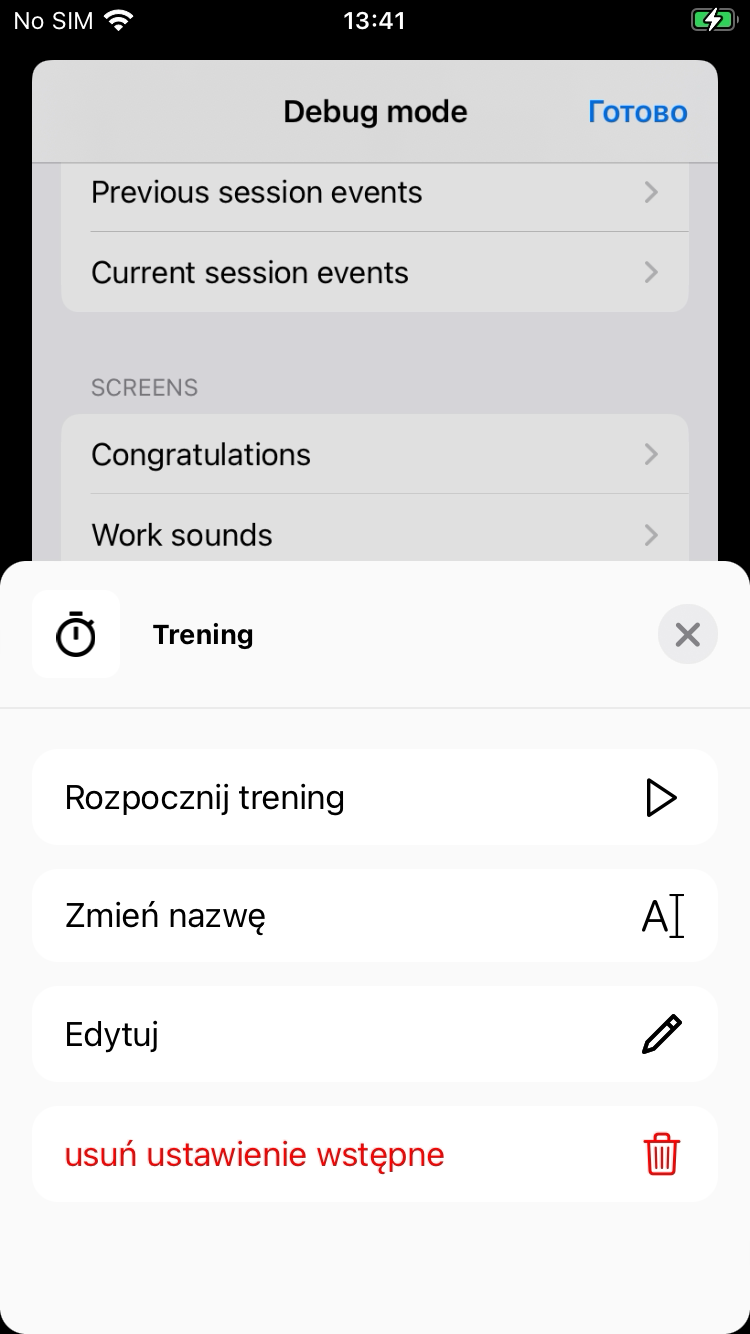 No SIM 13:41
Debug mode Готово
Previous session events
Current session events
SCREENS
Congratulations
Work sounds
Trening
Rozpocznij trening
Zmień nazwę
Edytuj
usuń ustawienie wstępne